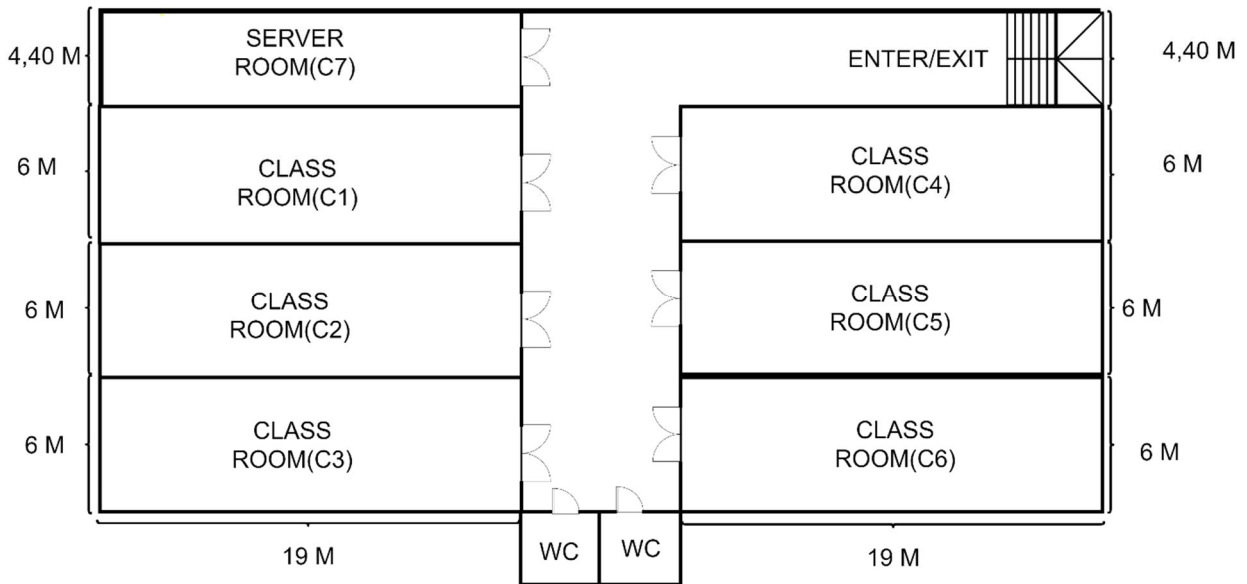 4,40 M
SERVER
ROOM(C7)
ENTER/EXIT
4,40 M
6 M
CLASS
ROOM(C1)
CLASS
ROOM(C4)
6 M
6 M
CLASS
ROOM(C2)
CLASS
ROOM(C5)
6 M
6 M
CLASS
ROOM(C3)
CLASS
ROOM(C6)
6 M
19 M
WC
WC
19 M